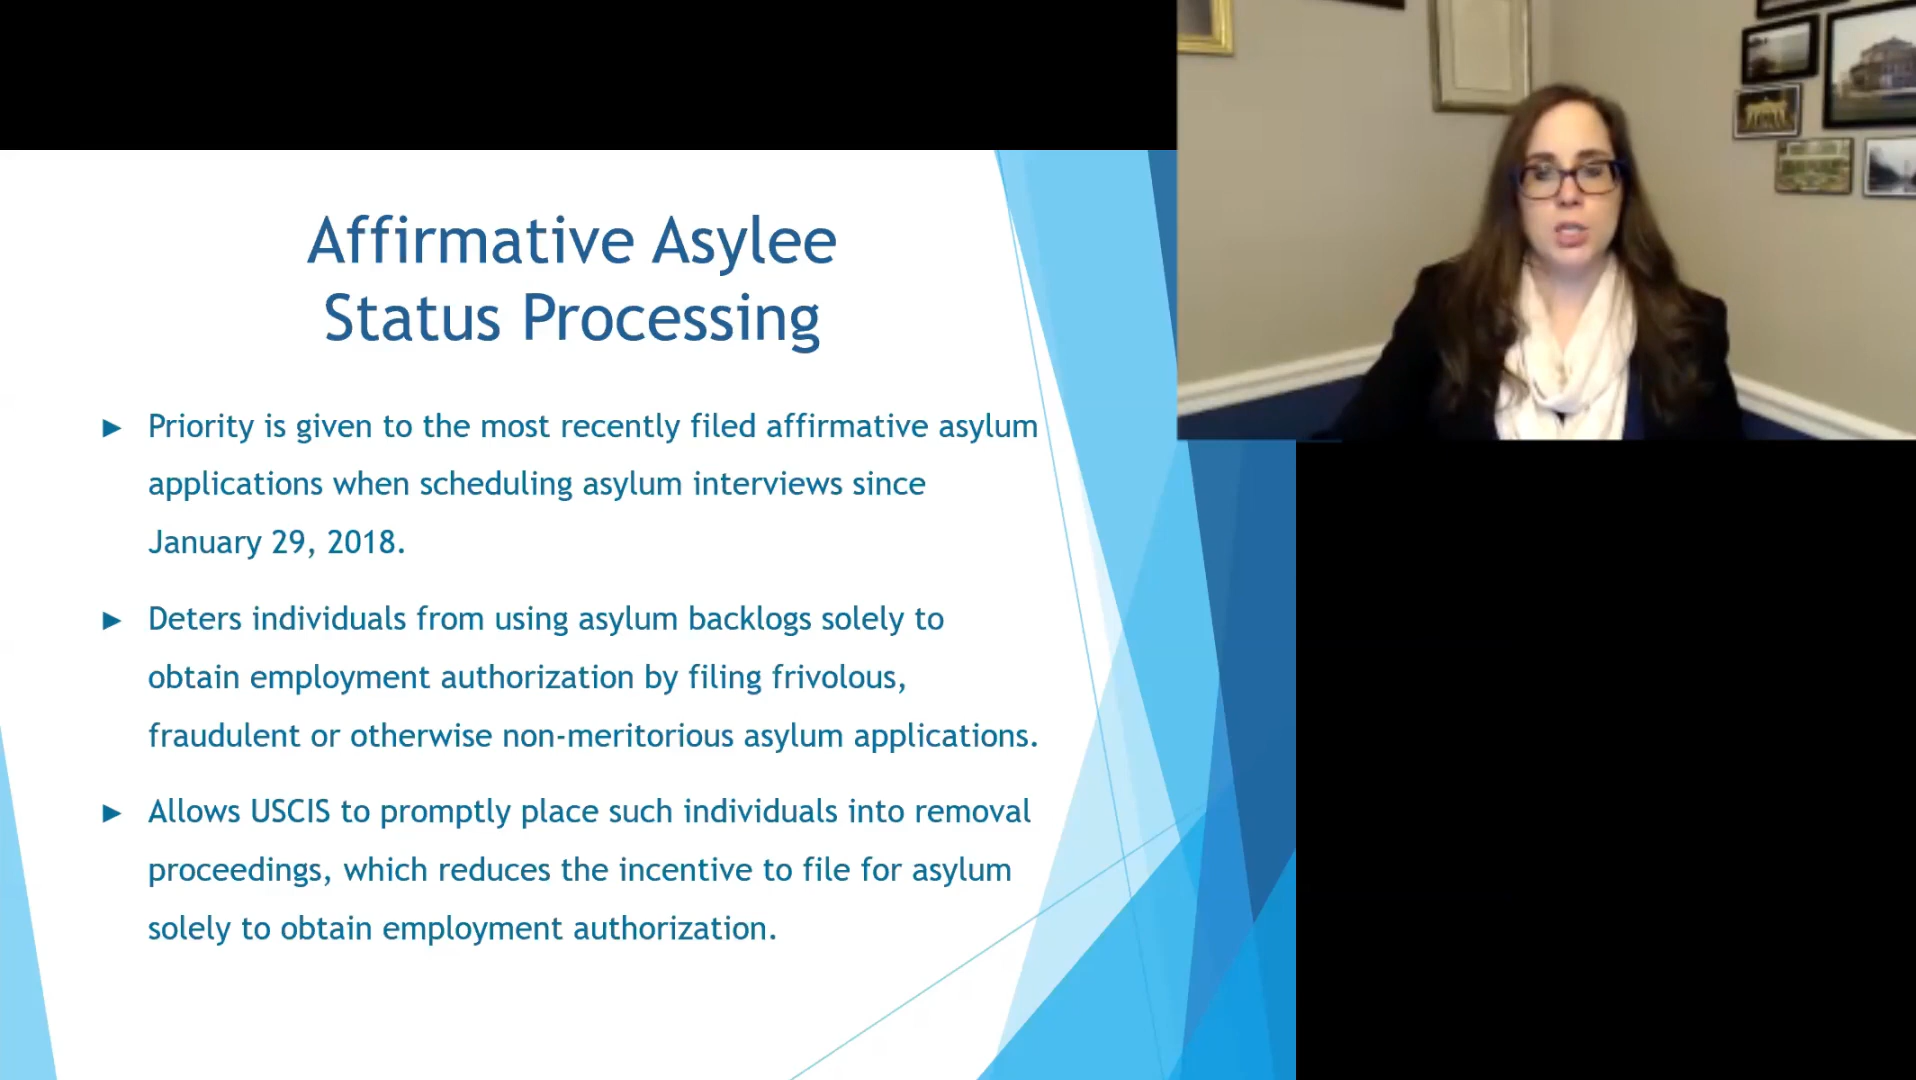 Affirmative Asylee
Status Processing
► Priority is given to the most recently filed affirmative asylum
applications when scheduling asylum interviews since
January 29, 2018.
► Deters individuals from using asylum backlogs solely to
obtain employment authorization by filing frivolous,
fraudulent or otherwise non-meritorious asylum applications.
► Allows USCIS to promptly place such individuals into removal
proceedings, which reduces the incentive to file for asylum
solely to obtain employment authorization.